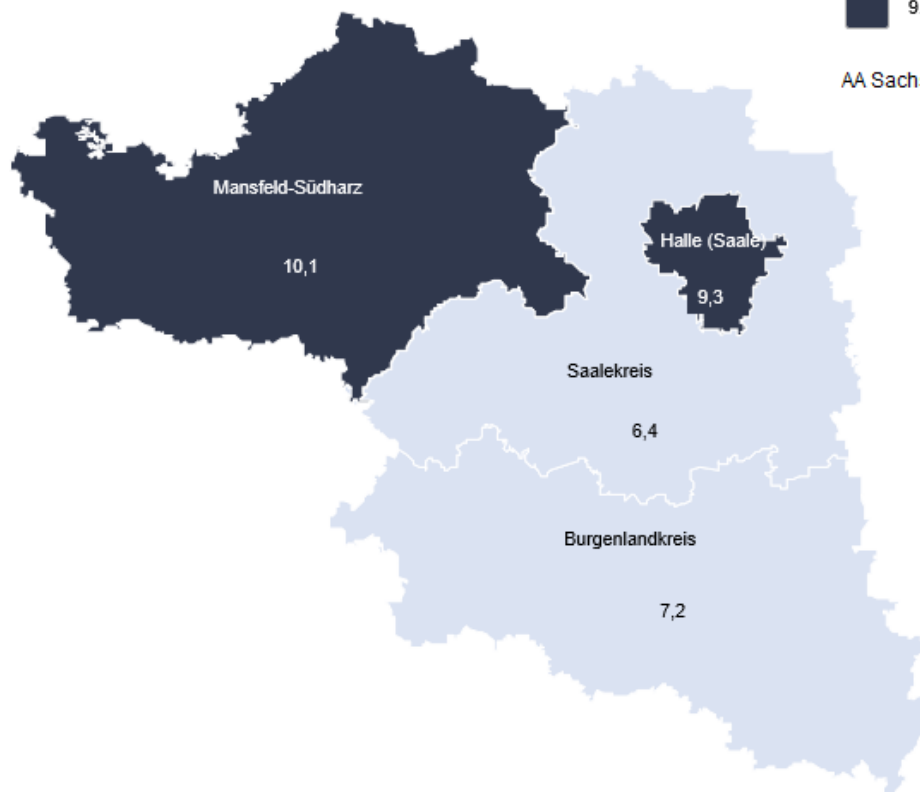 9
AA Sach
Mansfeld-Südharz
10,1
Halle (Saale)
9,3
Saalekreis
6,4
Burgenlandkreis
7,2